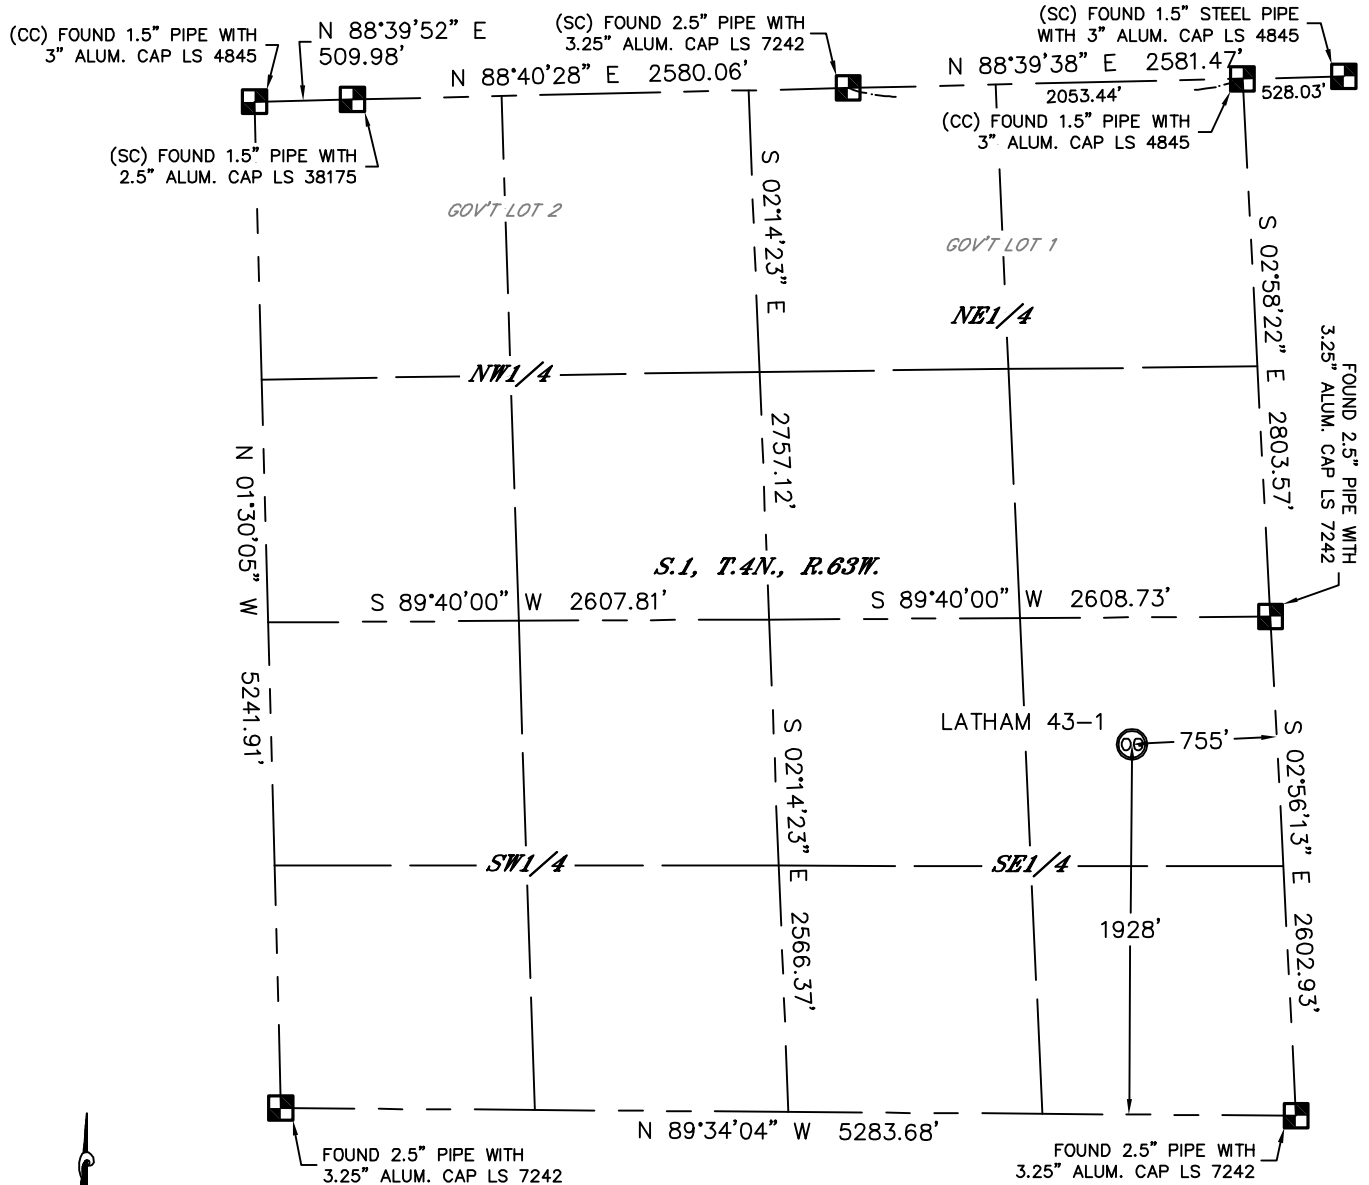 (CC) FOUND 1.5" PIPE WITH
3" ALUM. CAP LS 4845
N 88°39'52" E
509.98'
(SC) FOUND 2.5" PIPE WITH
3.25" ALUM. CAP LS 7242
(SC) FOUND 1.5" STEEL PIPE
WITH 3" ALUM. CAP LS 4845
N 88°40'28" E 2580.06'
N 88°39'38" E 2581.47'
2053.44'
528.03'
(CC) FOUND 1.5" PIPE WITH
3" ALUM. CAP LS 4845
(SC) FOUND 1.5" PIPE WITH
2.5" ALUM. CAP LS 38175
GOV'T LOT 2
GOV'T LOT 1
S 02°14'23" E 2757.12'
S 02°58'22" E 2803.57'
NE1/4
NW1/4
FOUND 2.5" PIPE WITH
3.25" ALUM. CAP LS 7242
N 01°30'05" W 5241.91'
S.1, T.4N., R.63W.
S 89°40'00" W 2607.81'
S 89°40'00" W 2608.73'
LATHAM 43-1
755'
S 02°14'23" E 2566.37'
S 02°56'13" E 2602.93'
SW1/4
SE1/4
1928'
N 89°34'04" W 5283.68'
FOUND 2.5" PIPE WITH
3.25" ALUM. CAP LS 7242
FOUND 2.5" PIPE WITH
3.25" ALUM. CAP LS 7242